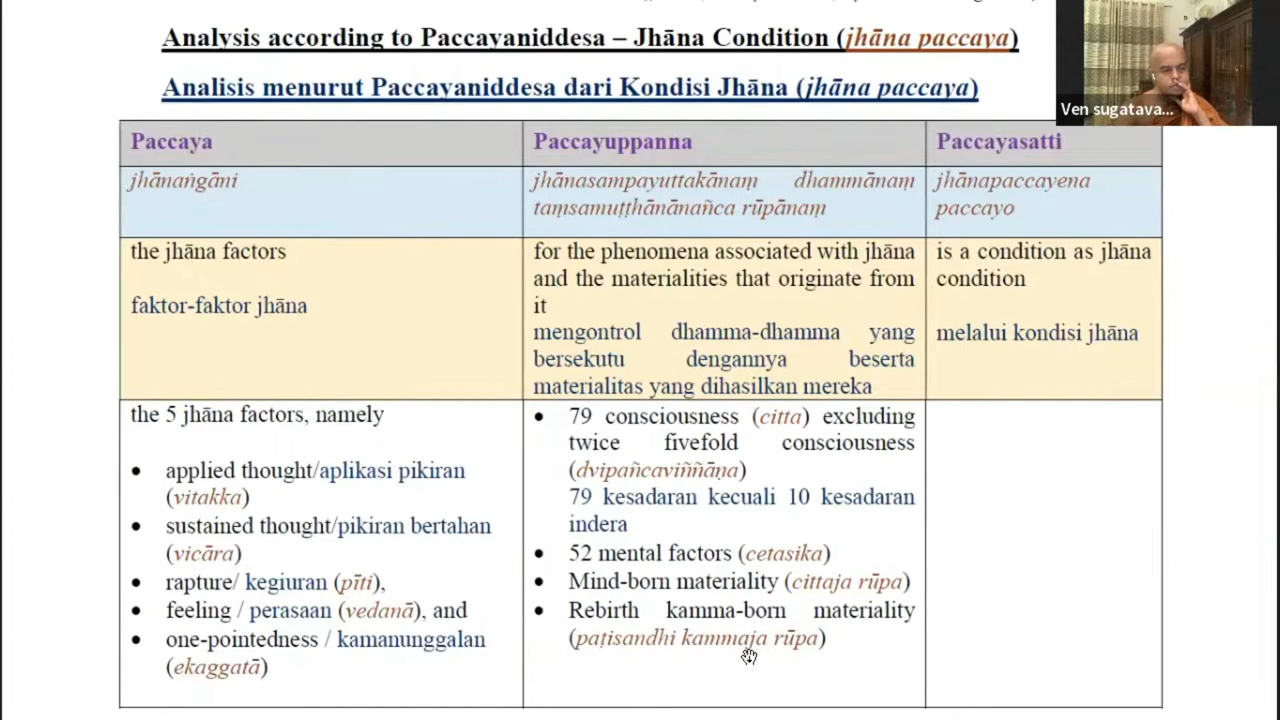 Analysis according to Paccayaniddesa – Jhāna Condition (jhāna paccaya)
Analisis menurut Paccayaniddesa dari Kondisi Jhāna (jhāna paccaya)
Ven sugatava...
Paccaya
Paccayuppanna
Paccayasatti
jhānaṅgāni
jhānasampayuttakānaṃ dhammānaṃ
taṃsamuṭṭhānānañca rūpānaṃ
jhānapaccayena
paccayo
the jhāna factors
faktor-faktor jhāna
for the phenomena associated with jhāna
and the materialities that originate from
it
mengontrol dhamma-dhamma yang
bersekutu dengannya beserta
materialitas yang dihasilkan mereka
is a condition as jhāna
condition
melalui kondisi jhāna
the 5 jhāna factors, namely
• applied thought/aplikasi pikiran
(vitakka)
• sustained thought/pikiran bertahan
(vicāra)
• rapture/ kegiuran (pīti),
• feeling / perasaan (vedanā), and
• one-pointedness / kamanunggalan
(ekaggatā)
• 79 consciousness (citta) excluding
twice fivefold consciousness
(dvipañcaviññāṇa)
79 kesadaran kecuali 10 kesadaran
indera
• 52 mental factors (cetasika)
• Mind-born materiality (cittaja rūpa)
• Rebirth kamma-born materiality
(paṭisandhi kammaja rūpa)